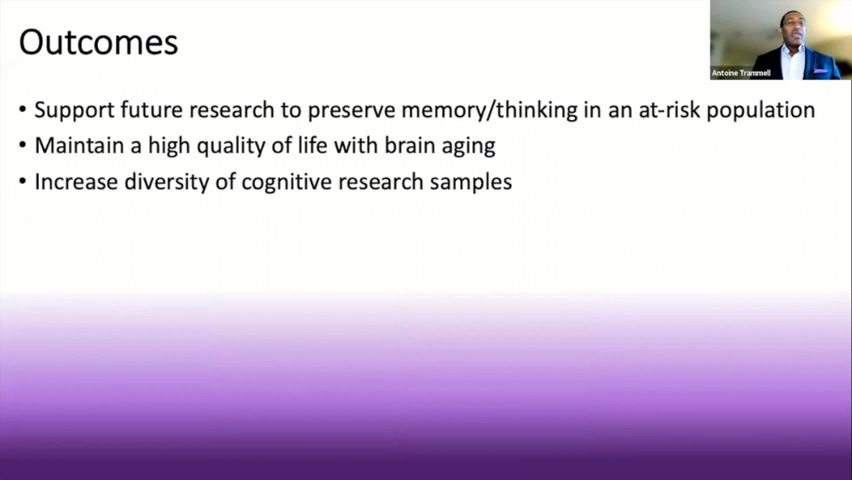 Outcomes
Antoine Trammell
• Support future research to preserve memory/thinking in an at-risk population
• Maintain a high quality of life with brain aging
• Increase diversity of cognitive research samples